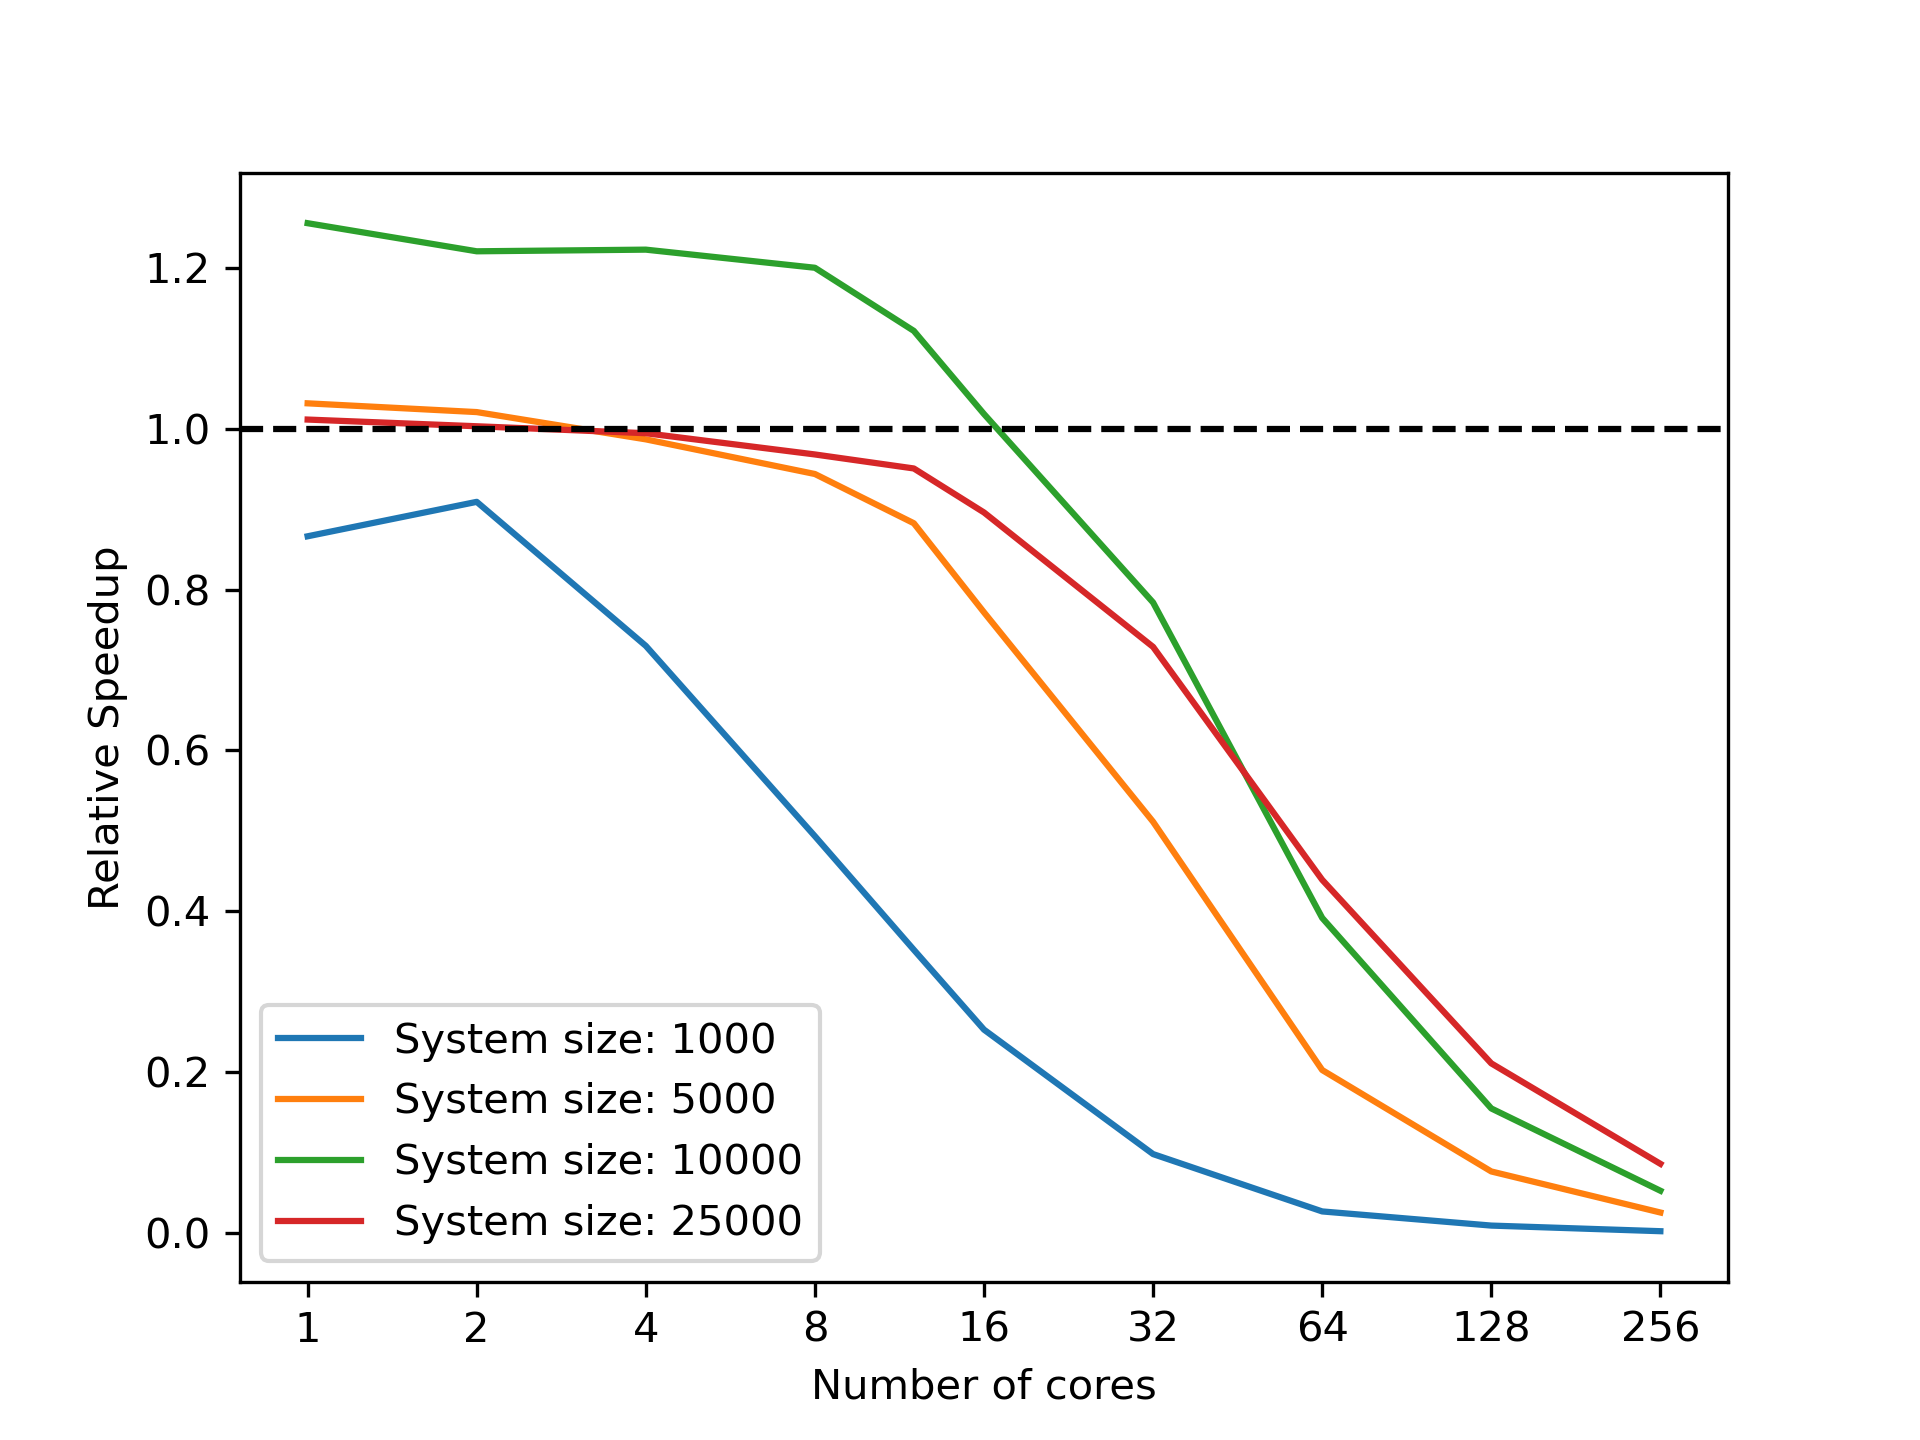 1.2
1.0
0.8
0.6
0.4
0.2
0.0
Relative Speedup
System size: 1000
System size: 5000
System size: 10000
System size: 25000
1 2 4 8 16 32 64 128 256
Number of cores